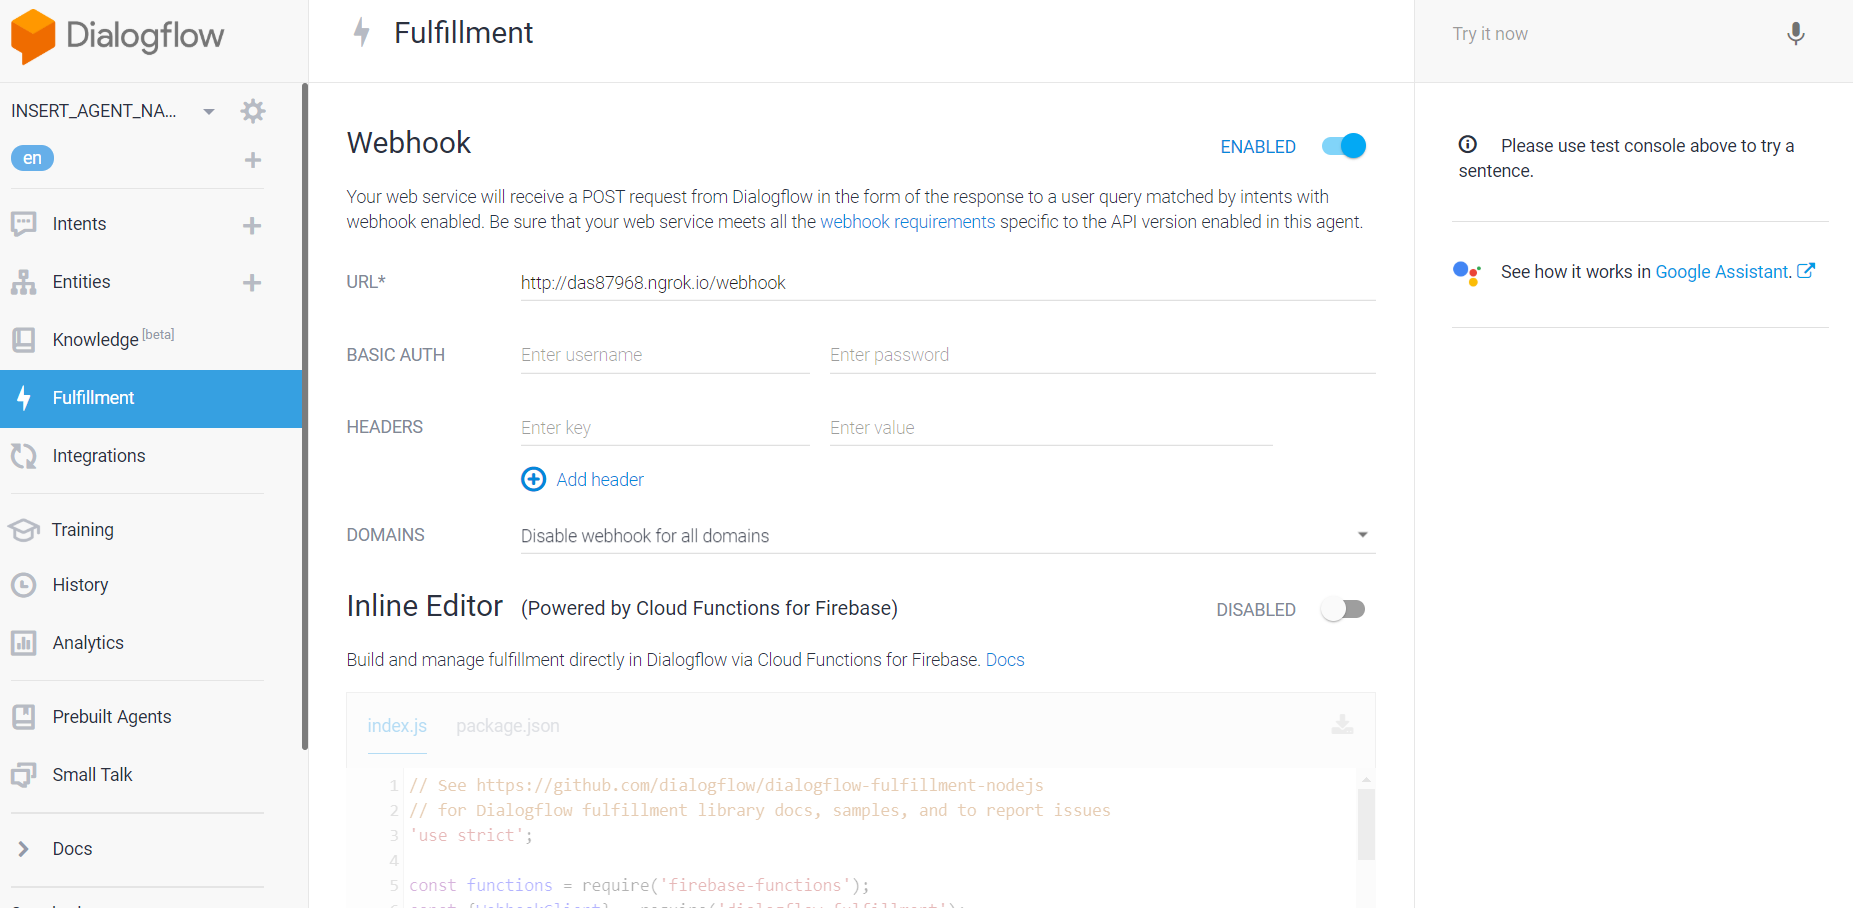 Dialogflow
INSERT_AGENT_NA...
en
Intents
Entities
Knowledge [beta]
Fulfillment
Integrations
Training
History
Analytics
Prebuilt Agents
Small Talk
Docs
Fulfillment
Webhook
ENABLED
Your web service will receive a POST request from Dialogflow in the form of the response to a user query matched by intents with
webhook enabled. Be sure that your web service meets all the webhook requirements specific to the API version enabled in this agent.
URL* http://das87968.ngrok.io/webhook
BASIC AUTH Enter username Enter password
HEADERS Enter key Enter value
Add header
DOMAINS Disable webhook for all domains
Inline Editor (Powered by Cloud Functions for Firebase) DISABLED
Build and manage fulfillment directly in Dialogflow via Cloud Functions for Firebase. Docs
index.js package.json
1 // See https://github.com/dialogflow/dialogflow-fulfillment-nodejs
2 // for Dialogflow fulfillment library docs, samples, and to report issues
3 'use strict';
4
5 const functions = require('firebase-functions');
6 const {WebhookClient} = require('dialogflow-fulfillment');
Try it now
Please use test console above to try a
sentence.
See how it works in Google Assistant.